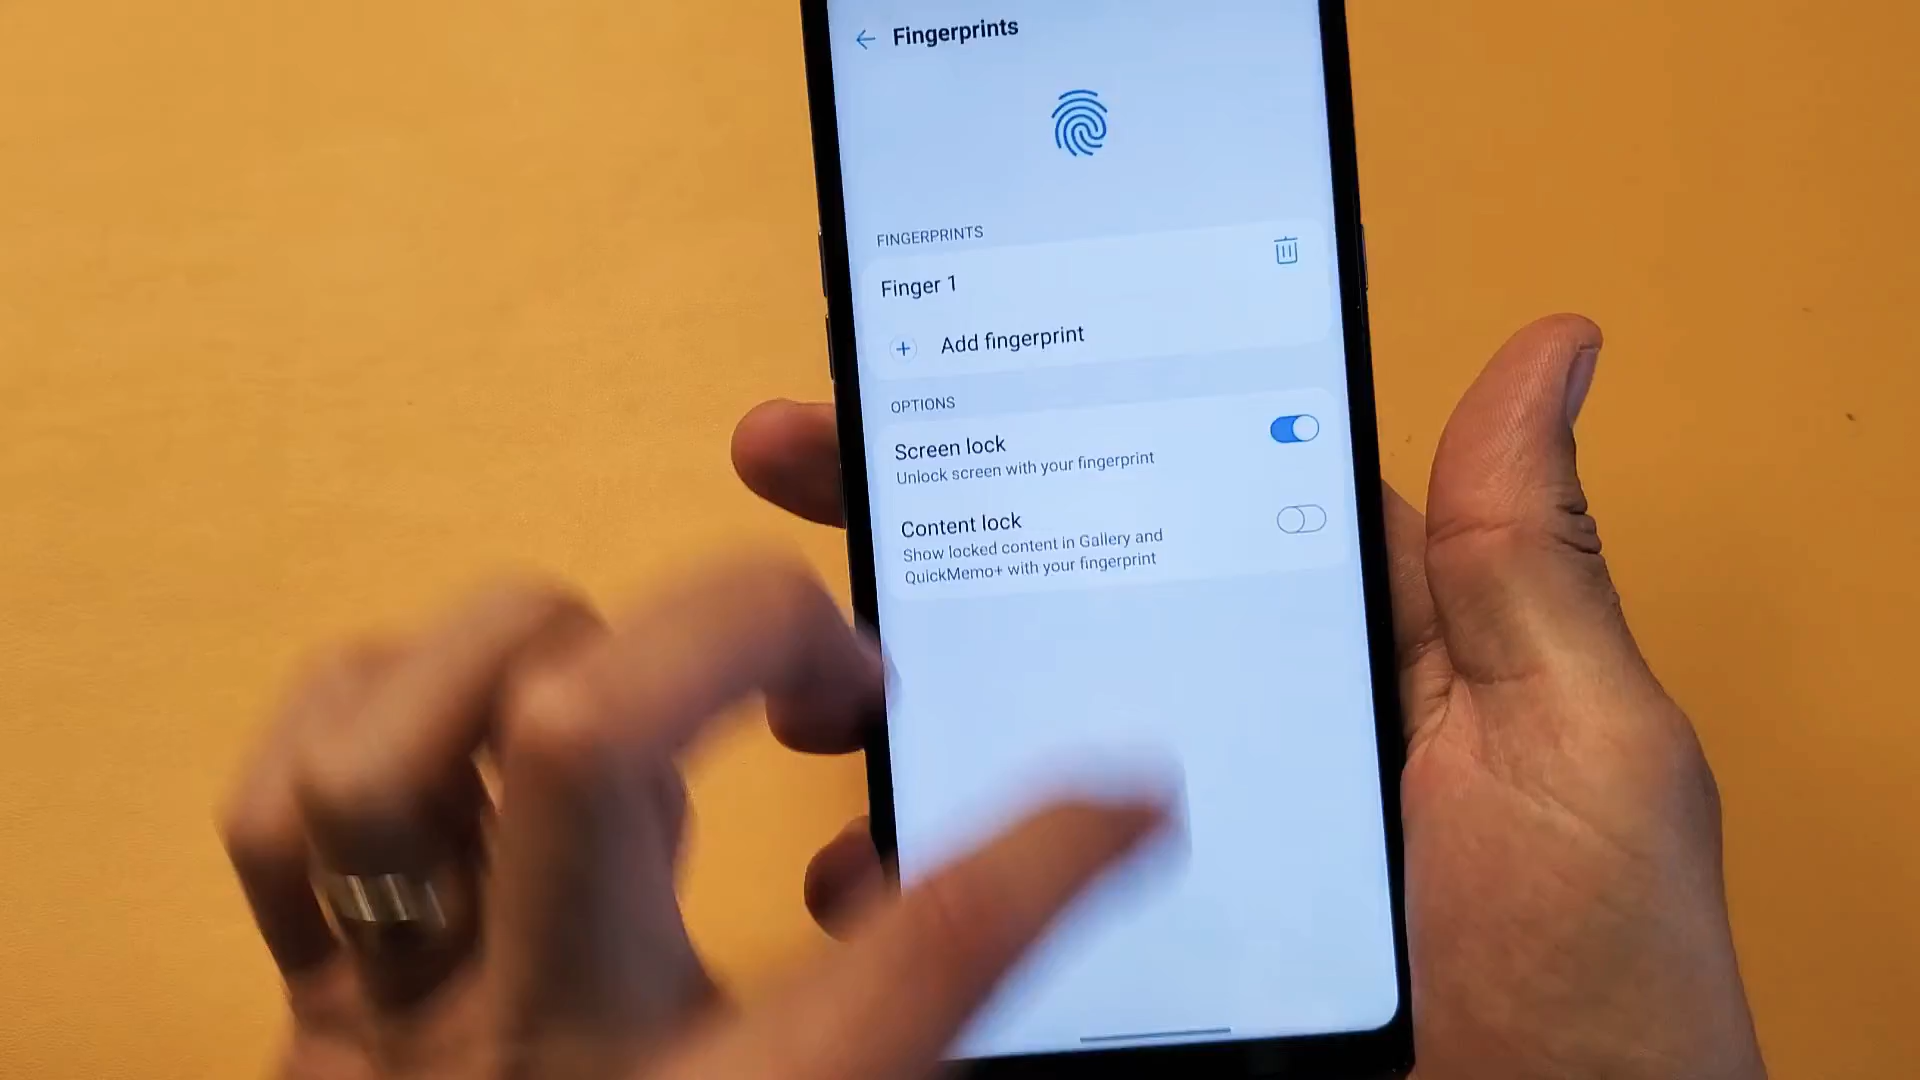 Fingerprints
FINGERPRINTS
Finger 1
Add fingerprint
OPTIONS
Screen lock
Unlock screen with your fingerprint
Content lock
Show locked content in Gallery and
QuickMemo+ with your fingerprint